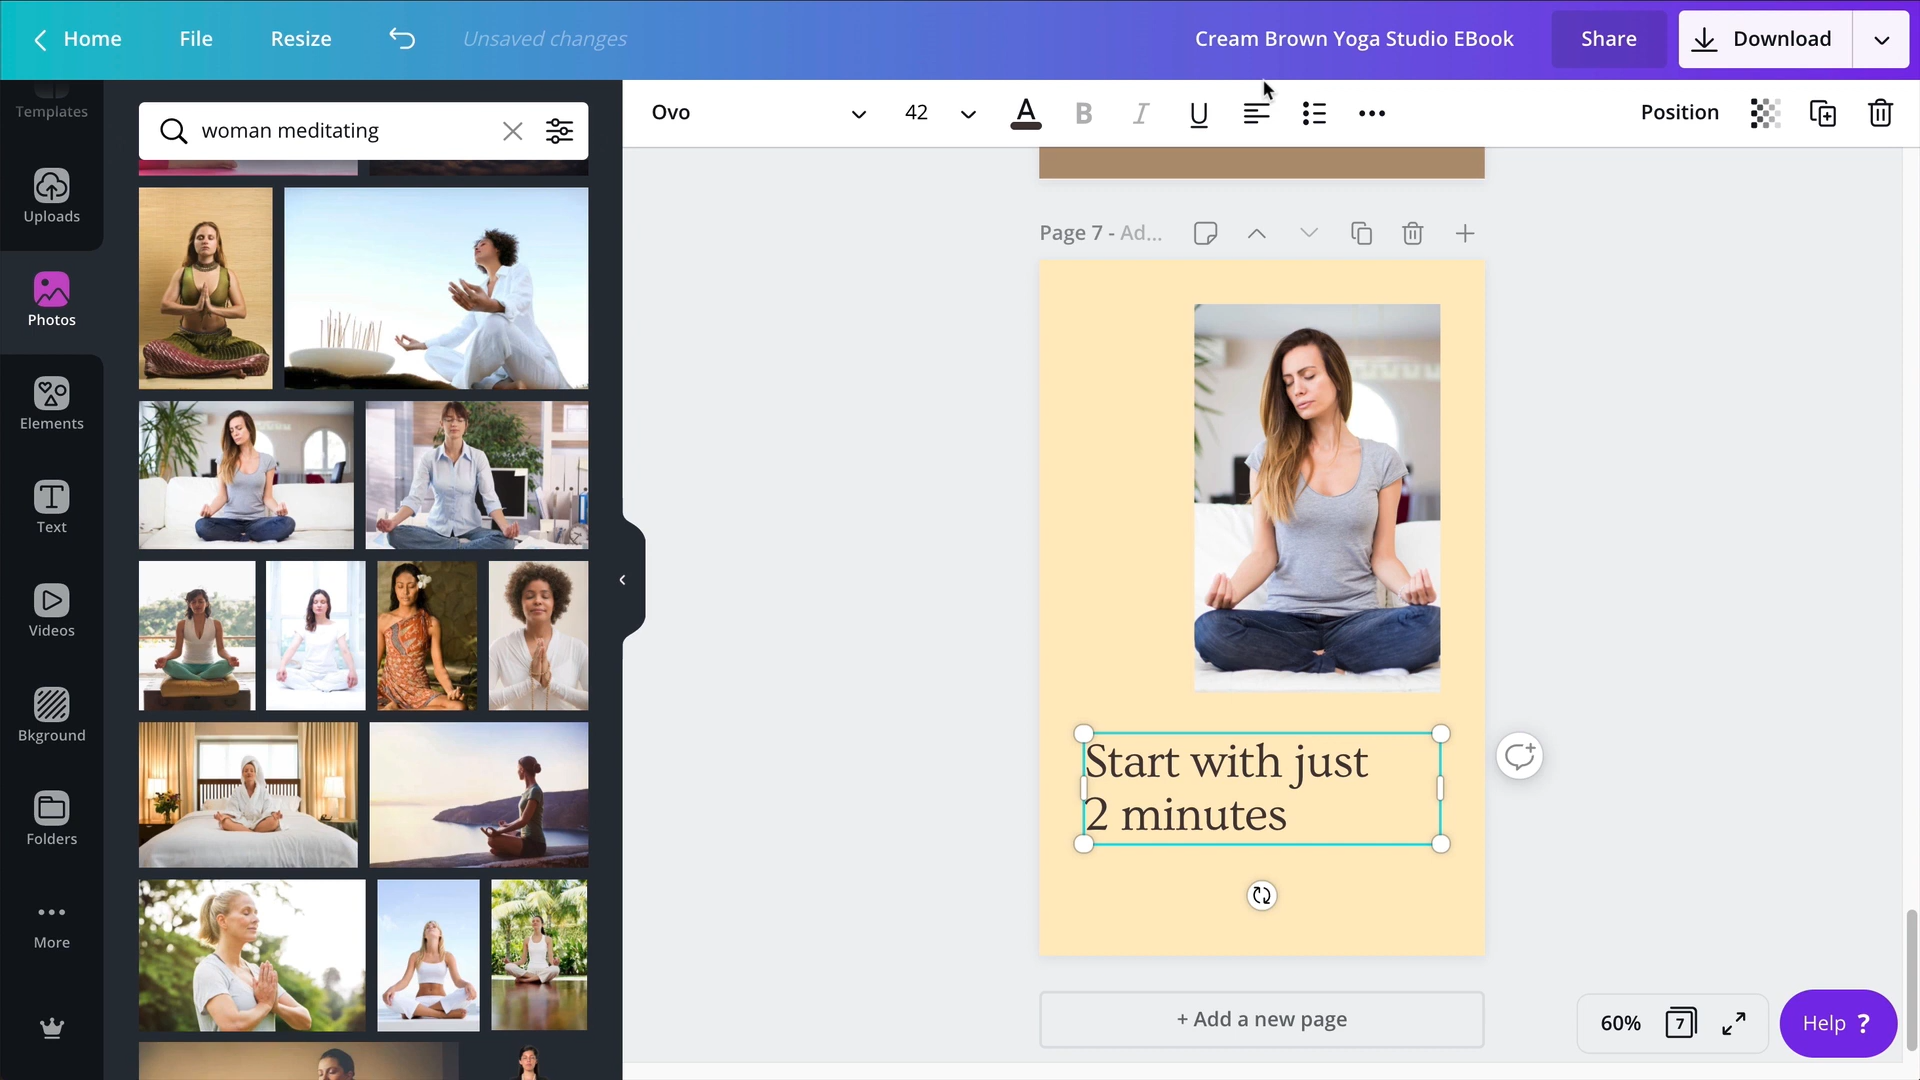 Home File Resize Unsaved changes Cream Brown Yoga Studio EBook Share Download
Templates
woman meditating
Ovo 42 A B I U Position
Uploads
Photos
Elements
Text
Videos
Bkground
Folders
More
Page 7 - Ad...
Start with just
2 minutes
+ Add a new page
60% 7 Help ?